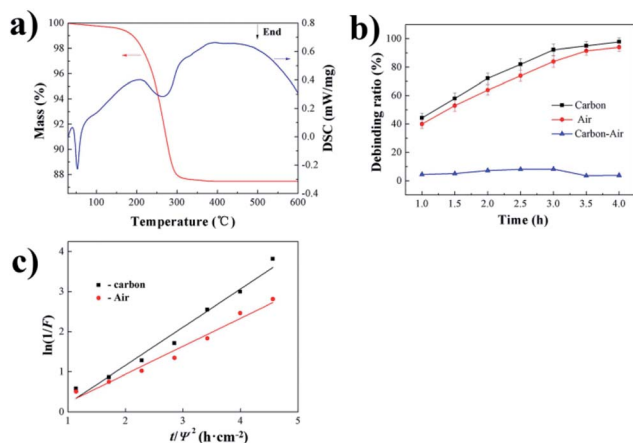 a)
End
Mass (%)
100
98
96
94
92
90
88
DSC (mW/mg)
0.8
0.6
0.4
0.2
0.0
-0.2
-0.4
100 200 300 400 500 600
Temperature (℃)
b)
Debinding ratio (%)
100
80
60
40
20
0
Carbon
Air
Carbon-Air
1.0 1.5 2.0 2.5 3.0 3.5 4.0
Time (h)
c)
- carbon
- Air
ln(1/F)
4
3
2
1
0
1 2 3 4 5
t/Ψ² (h·cm⁻²)